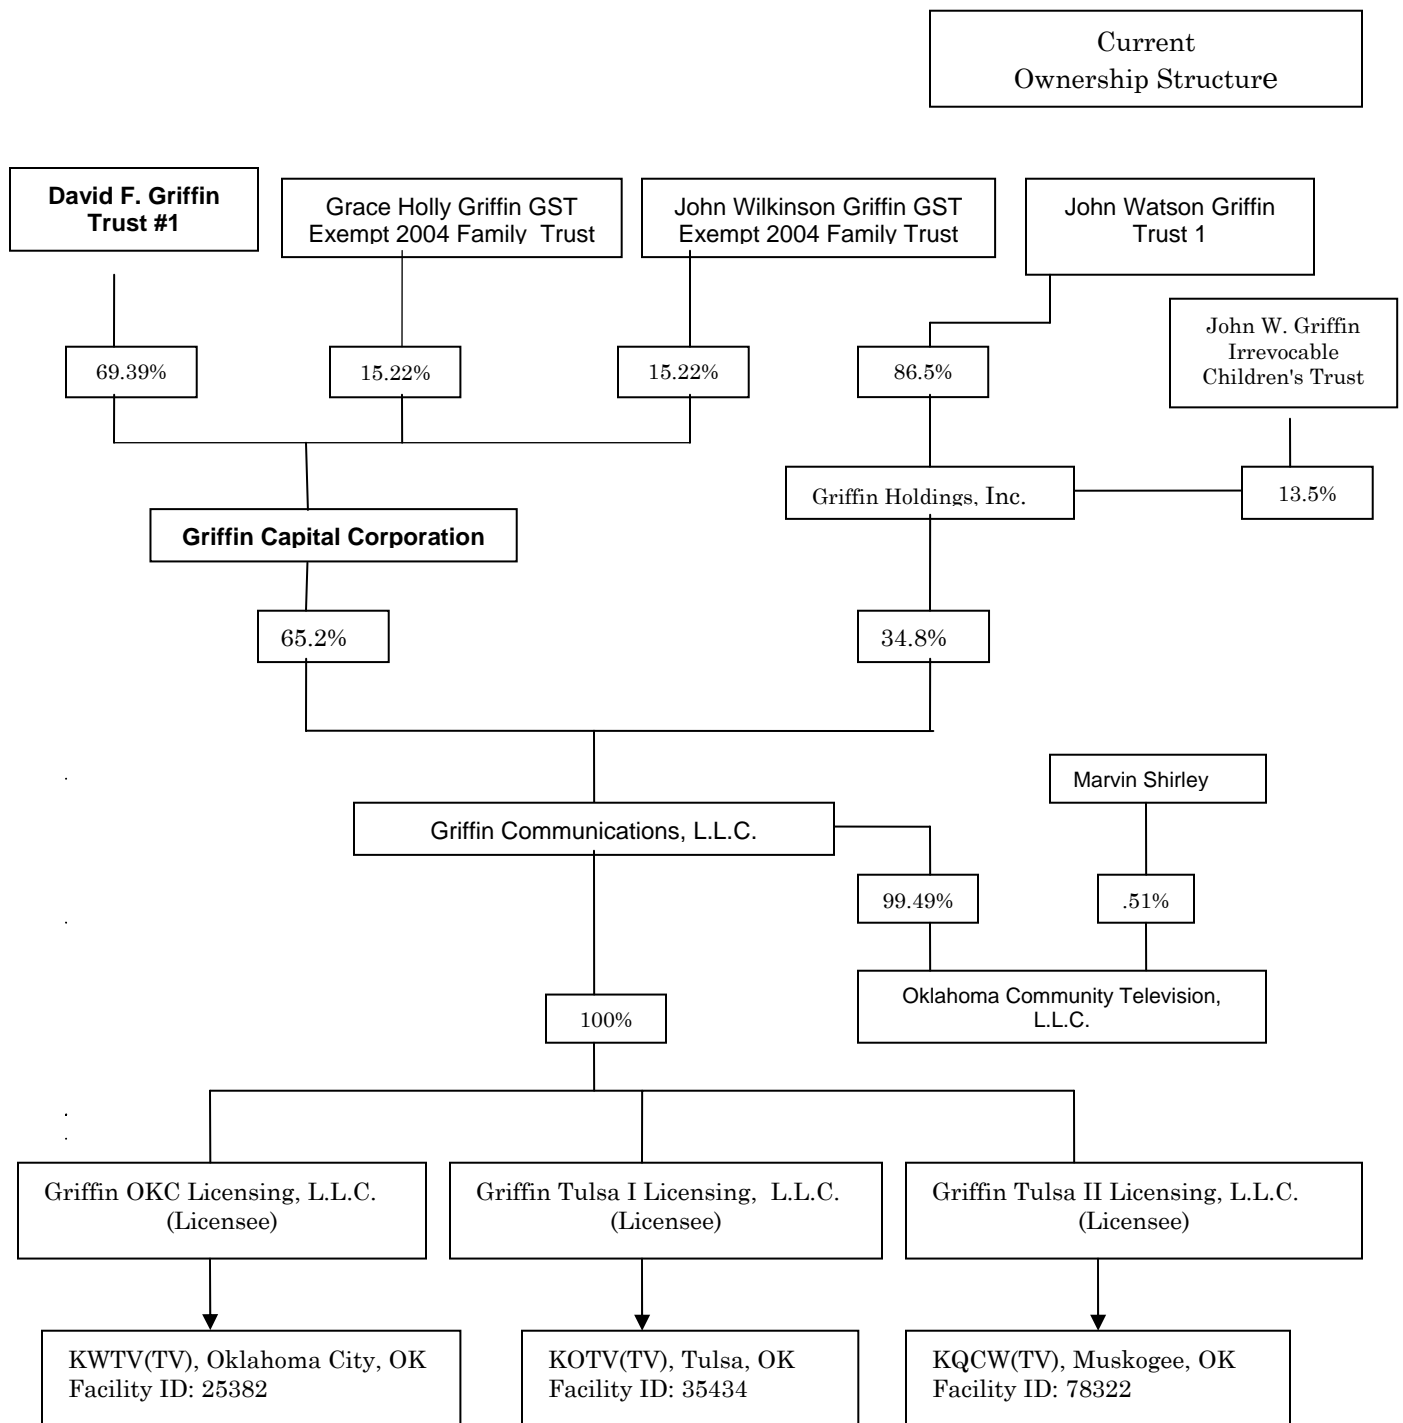 Current
Ownership Structure
David F. Griffin
Trust #1
Grace Holly Griffin GST
Exempt 2004 Family Trust
John Wilkinson Griffin GST
Exempt 2004 Family Trust
John Watson Griffin
Trust 1
John W. Griffin
Irrevocable
Children's Trust
69.39%
15.22%
15.22%
86.5%
Griffin Holdings, Inc.
13.5%
Griffin Capital Corporation
65.2%
34.8%
Marvin Shirley
Griffin Communications, L.L.C.
99.49%
.51%
Oklahoma Community Television,
L.L.C.
100%
Griffin OKC Licensing, L.L.C.
(Licensee)
Griffin Tulsa I Licensing, L.L.C.
(Licensee)
Griffin Tulsa II Licensing, L.L.C.
(Licensee)
KWTV(TV), Oklahoma City, OK
Facility ID: 25382
KOTV(TV), Tulsa, OK
Facility ID: 35434
KQCW(TV), Muskogee, OK
Facility ID: 78322